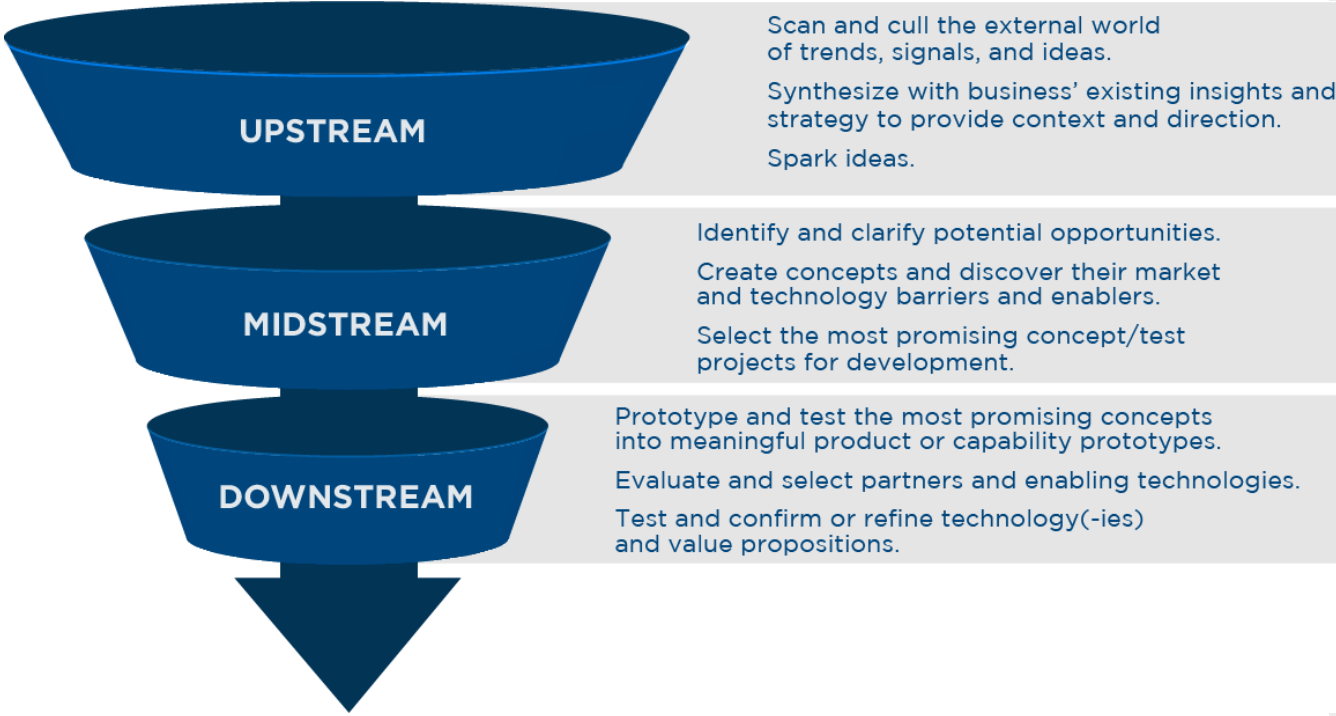 UPSTREAM
Scan and cull the external world
of trends, signals, and ideas.
Synthesize with business’ existing insights and
strategy to provide context and direction.
Spark ideas.
MIDSTREAM
Identify and clarify potential opportunities.
Create concepts and discover their market
and technology barriers and enablers.
Select the most promising concept/test
projects for development.
DOWNSTREAM
Prototype and test the most promising concepts
into meaningful product or capability prototypes.
Evaluate and select partners and enabling technologies.
Test and confirm or refine technology(-ies)
and value propositions.